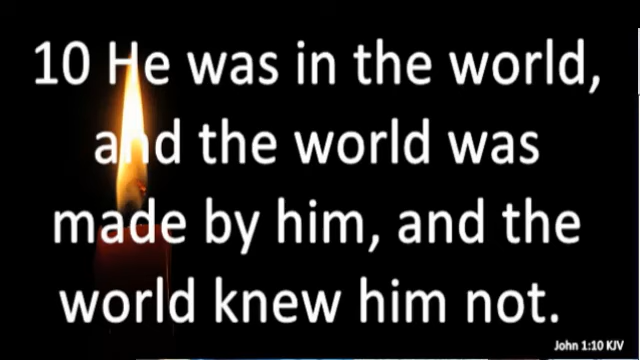 10 He was in the world,
and the world was
made by him, and the
world knew him not.
John 1:10 KJV